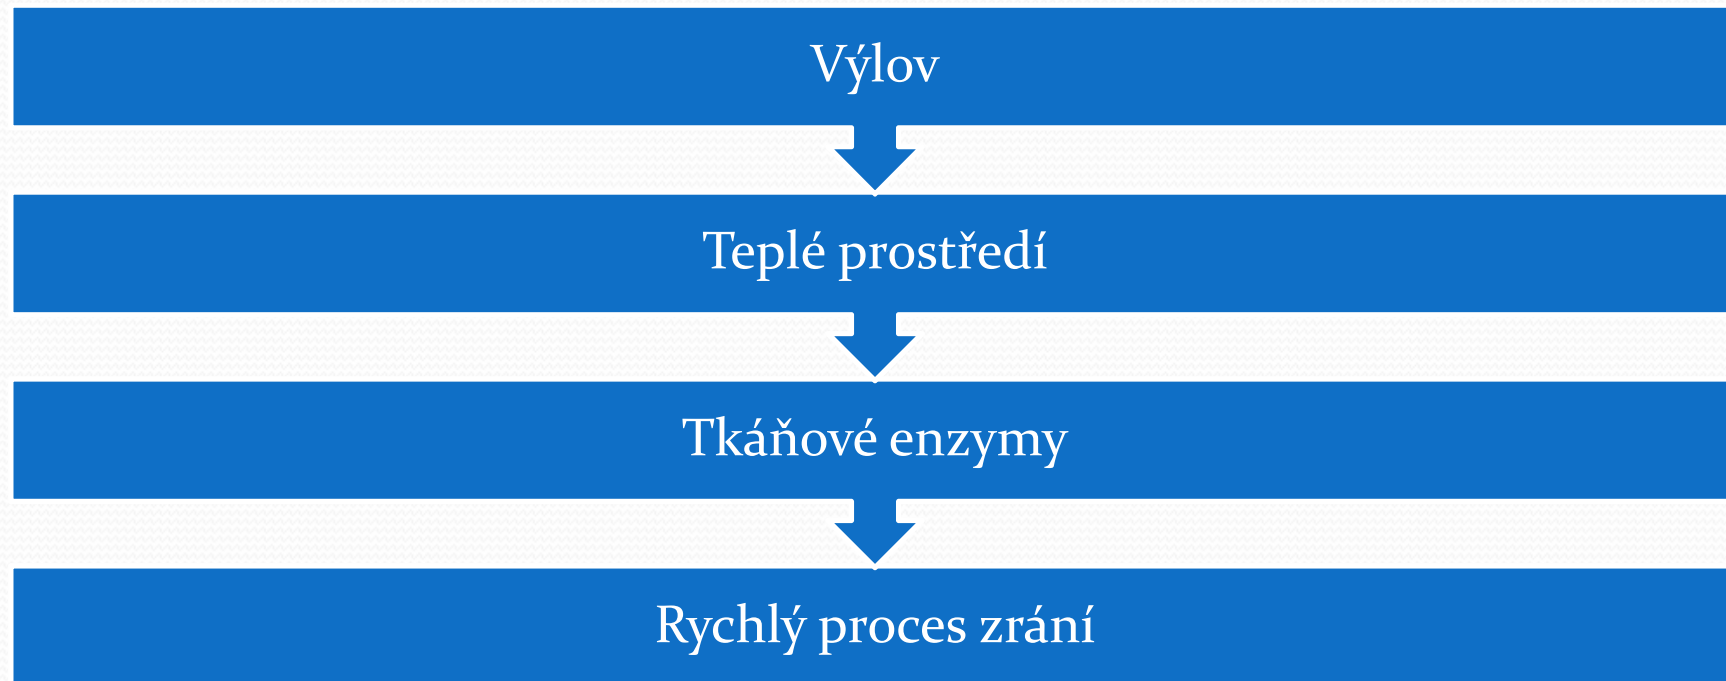 Výlov
Teplé prostředí
Tkáňové enzymy
Rychlý proces zrání